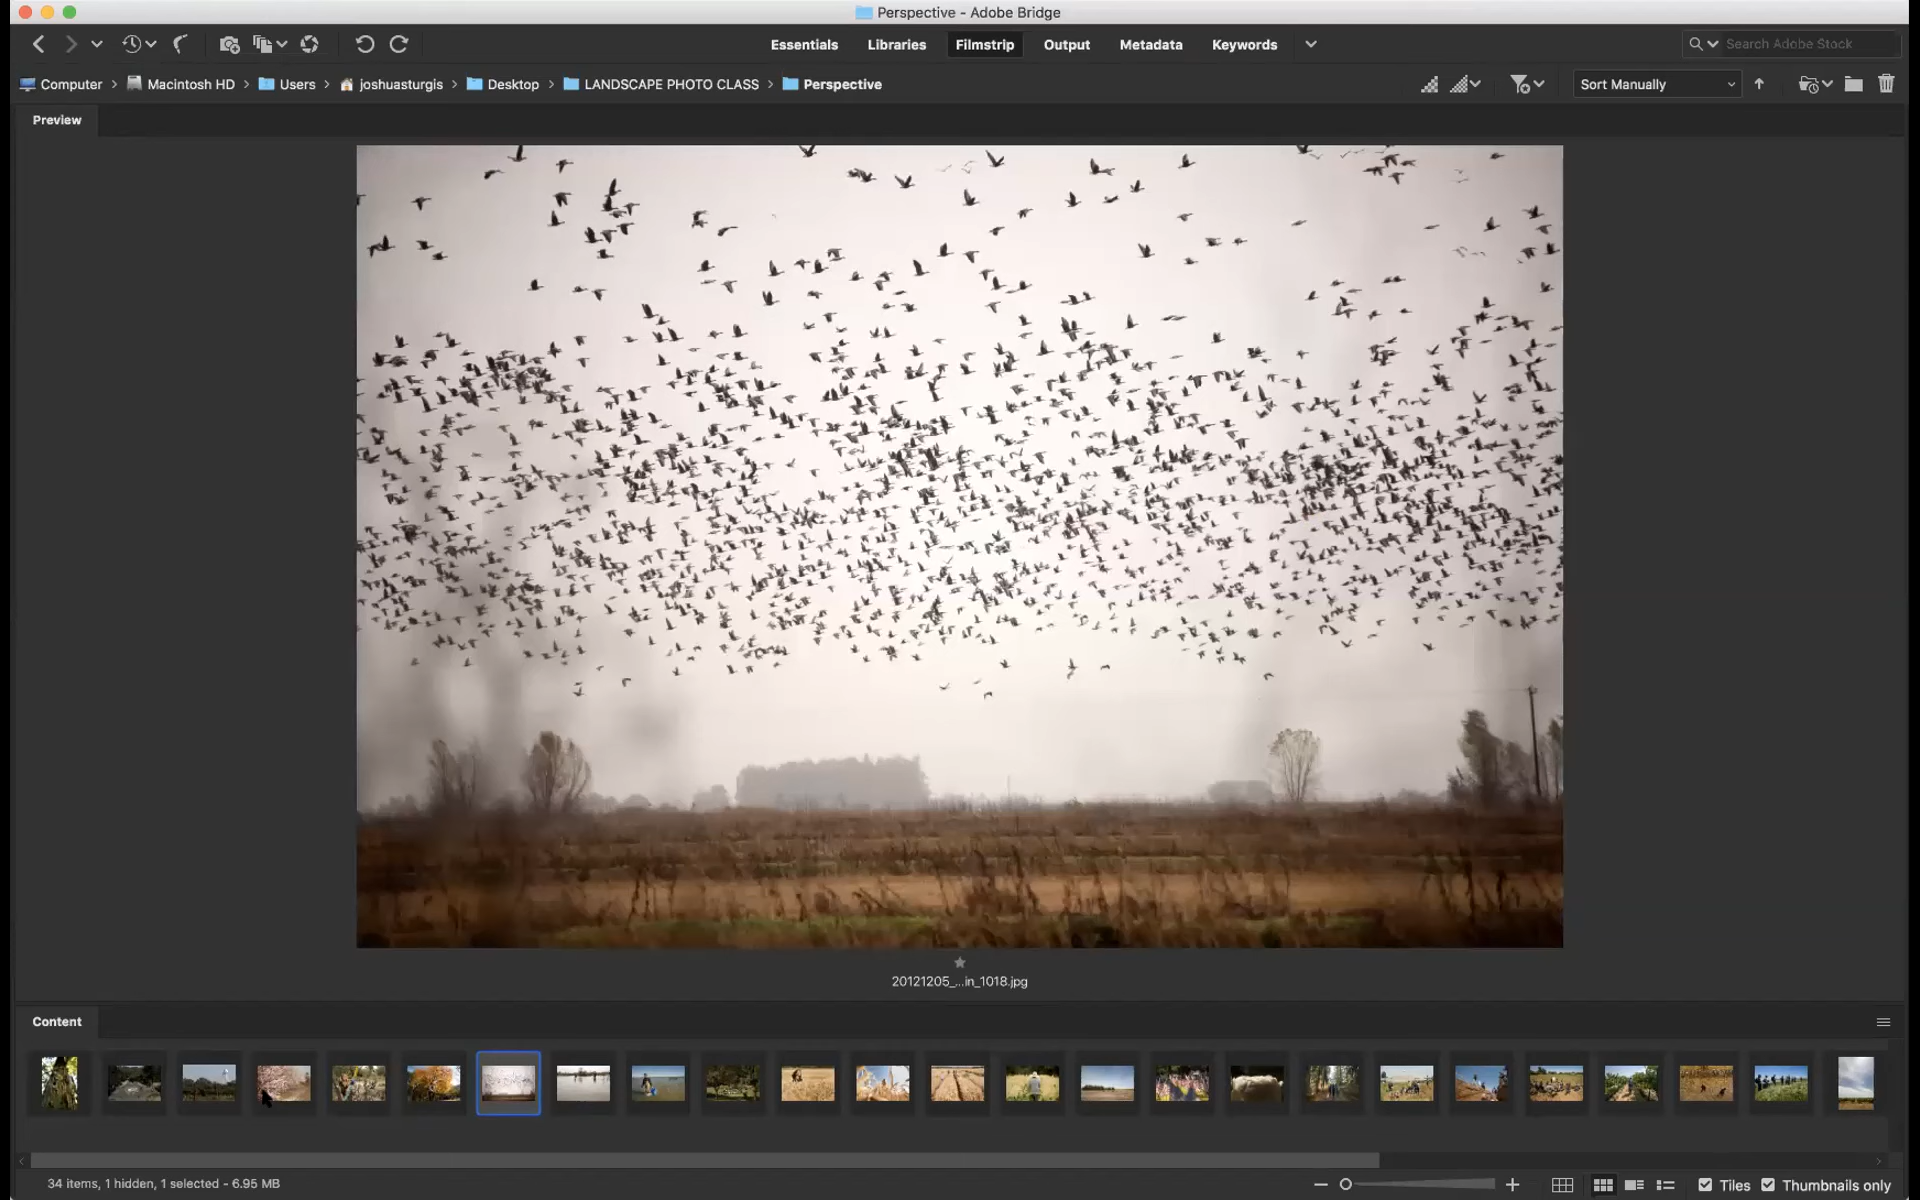 Perspective - Adobe Bridge
Essentials Libraries Filmstrip Output Metadata Keywords Search Adobe Stock
Computer Macintosh HD Users joshuasturgis Desktop LANDSCAPE PHOTO CLASS Perspective Sort Manually
Preview
20121205_...in_1018.jpg
Content
34 items, 1 hidden, 1 selected - 6.95 MB Tiles Thumbnails only